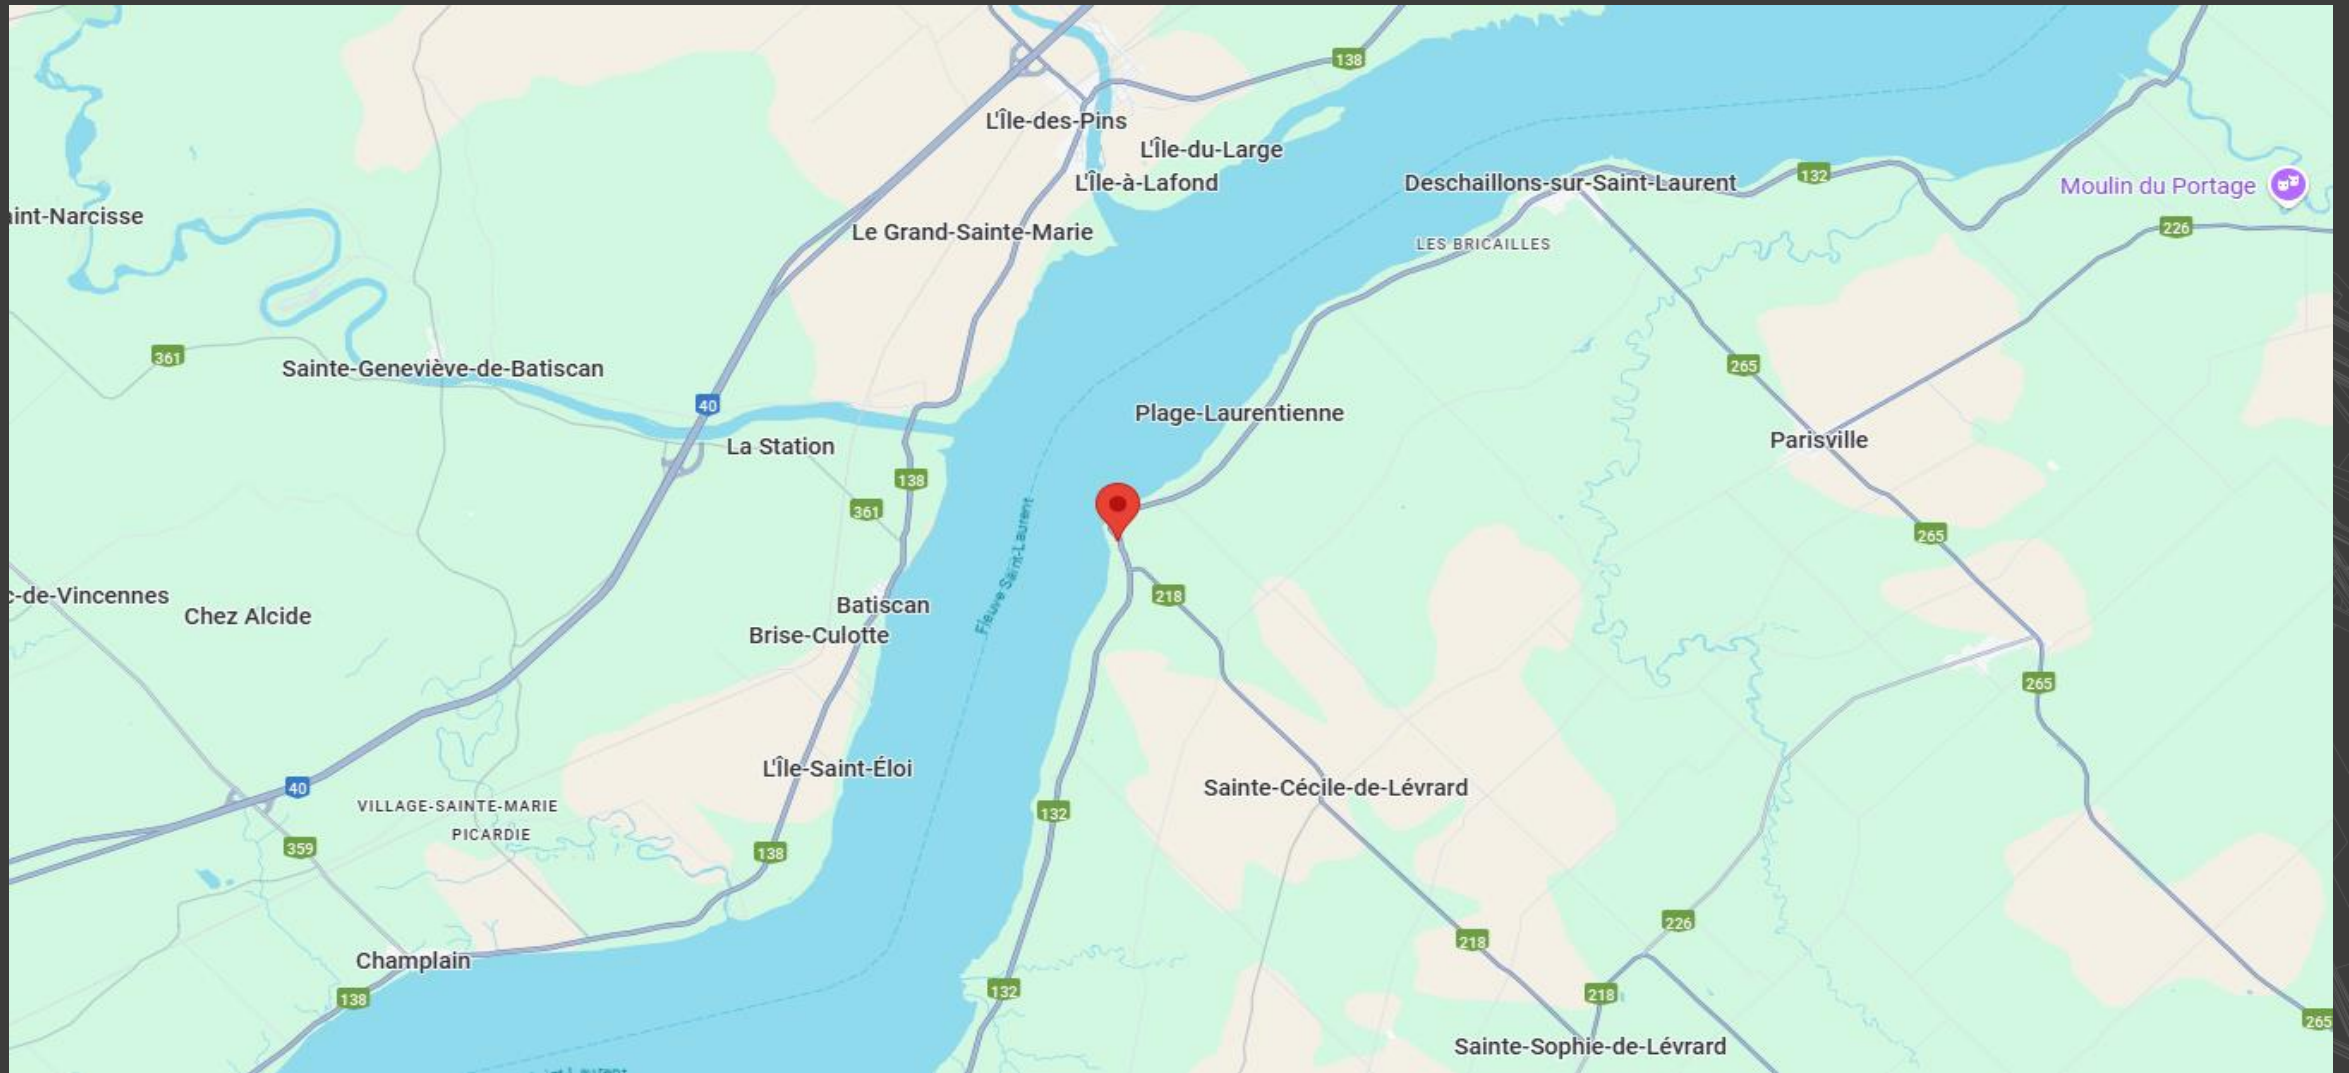 138
L'Île-des-Pins
L'Île-du-Large
L'Île-à-Lafond
Deschaillons-sur-Saint-Laurent
132
Moulin du Portage
aint-Narcisse
Le Grand-Sainte-Marie
LES BRICAILLES
226
361
Sainte-Geneviève-de-Batiscan
265
40
Plage-Laurentienne
La Station
Parisville
138
361
265
Fleuve Saint-Laurent
c-de-Vincennes
Chez Alcide
Batiscan
218
Brise-Culotte
265
L'Île-Saint-Éloi
40
Sainte-Cécile-de-Lévrard
VILLAGE-SAINTE-MARIE
132
PICARDIE
359
138
226
218
Champlain
138
132
218
265
Sainte-Sophie-de-Lévrard